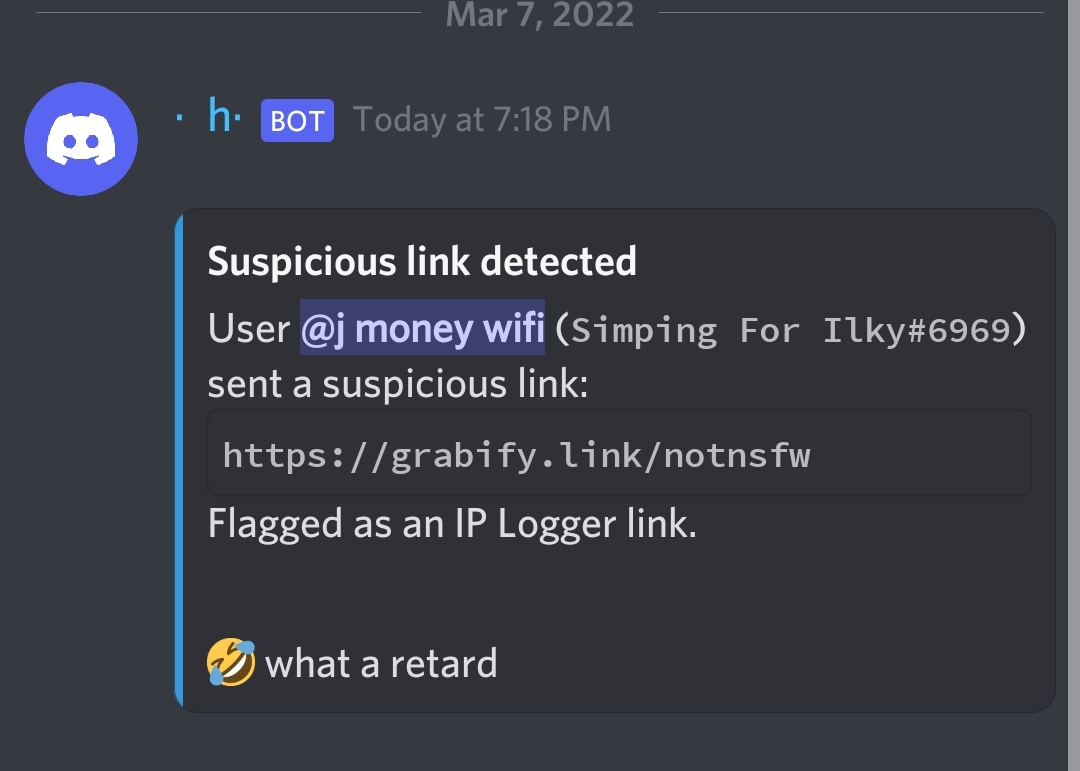 Mar 7, 2022
· h· BOT Today at 7:18 PM
Suspicious link detected
User @j money wifi (Simping For Ilky#6969)
sent a suspicious link:
https://grabify.link/notnsfw
Flagged as an IP Logger link.
🤣 what a retard